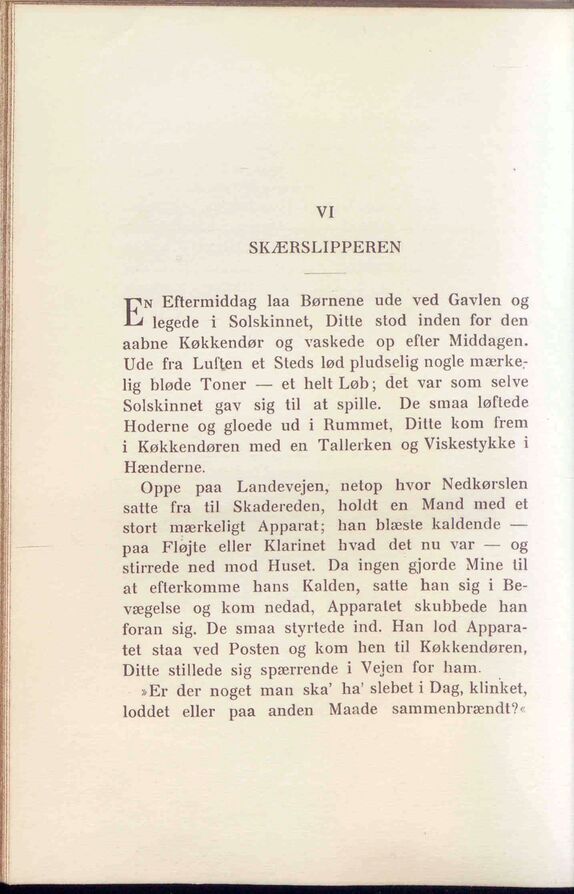 VI
SKÆRSLIPPEREN
EN Eftermiddag laa Børnene ude ved Gavlen og
legede i Solskinnet, Ditte stod inden for den
aabne Køkkendør og vaskede op efter Middagen.
Ude fra Luften et Steds lød pludselig nogle mærke-
lig bløde Toner — et helt Løb; det var som selve
Solskinnet gav sig til at spille. De smaa løftede
Hoderne og gloede ud i Rummet, Ditte kom frem
i Køkkendøren med en Tallerken og Viskestykke i
Hænderne.
Oppe paa Landevejen, netop hvor Nedkørslen
satte fra til Skadereden, holdt en Mand med et
stort mærkeligt Apparat; han blæste kaldende —
paa Fløjte eller Klarinet hvad det nu var — og
stirrede ned mod Huset. Da ingen gjorde Mine til
at efterkomme hans Kalden, satte han sig i Be-
vægelse og kom nedad, Apparatet skubbede han
foran sig. De smaa styrtede ind. Han lod Appara-
tet staa ved Posten og kom hen til Køkkendøren,
Ditte stillede sig spærrende i Vejen for ham.
»Er der noget man ska' ha' slebet i Dag, klinket,
loddet eller paa anden Maade sammenbrændt?«